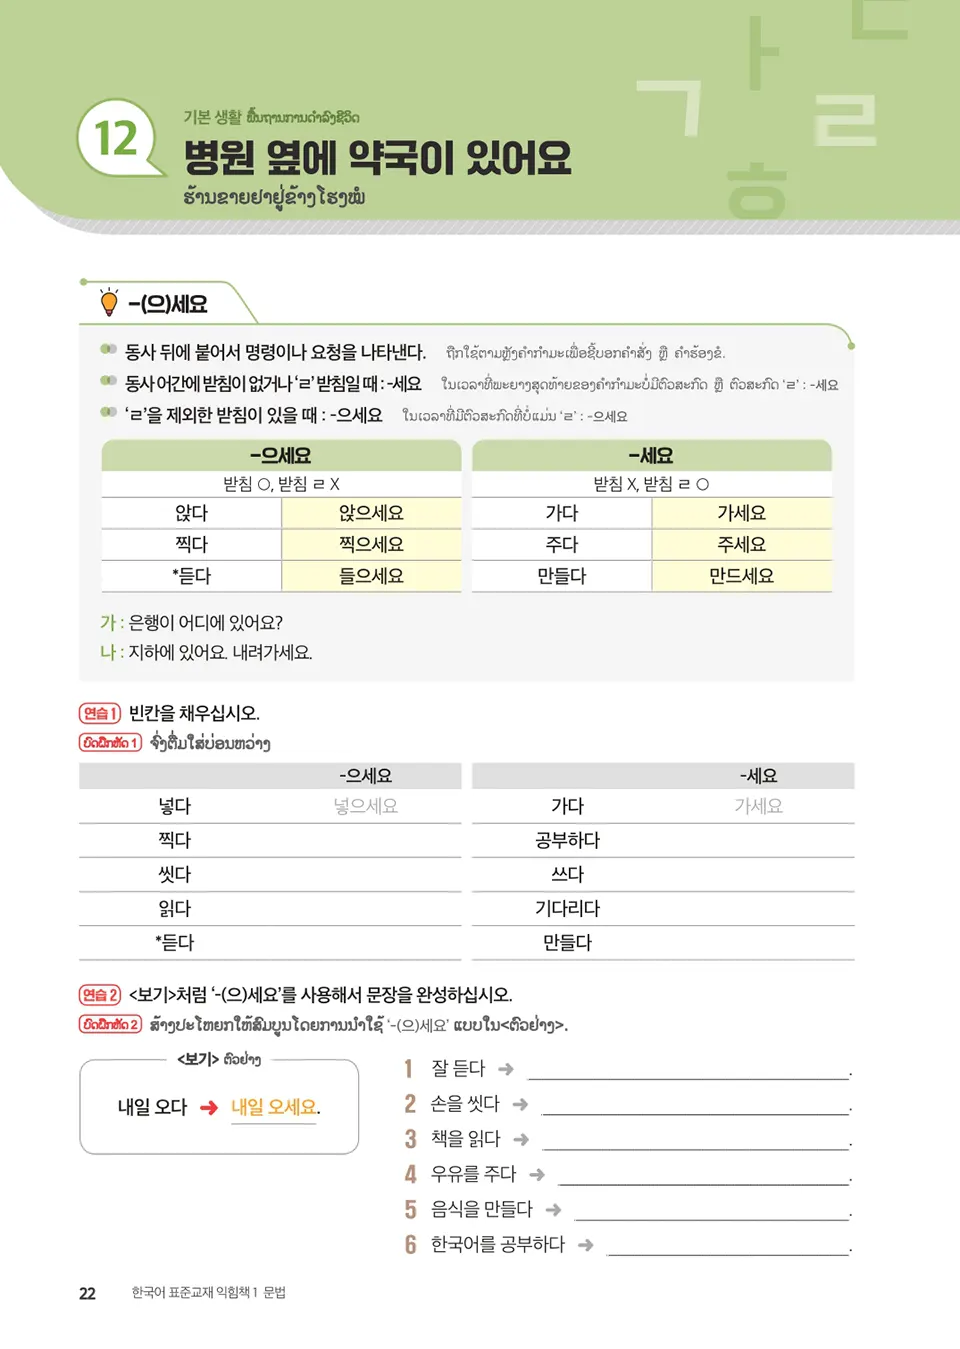 12
기본 생활 ພື້ນຖານການດຳລົງຊີວິດ
병원 옆에 약국이 있어요
ຮ້ານຂາຍຢາຢູ່ຂ້າງໂຮງໝໍ
ㅏ ㄷ ㄱ ㄹ ㅎ
-(으)세요
동사 뒤에 붙어서 명령이나 요청을 나타낸다. ຖືກໃຊ້ຕາມຫຼັງຄຳກຳມະເພື່ອຊີ້ບອກຄຳສັ່ງ ຫຼື ຄຳຮ້ອງຂໍ.
동사 어간에 받침이 없거나 ‘ㄹ’ 받침일 때 : -세요 ໃນເວລາທີ່ພະຍາງສຸດທ້າຍຂອງຄຳກຳມະບໍ່ມີຕົວສະກົດ ຫຼື ຕົວສະກົດ ‘ㄹ’ : -세요
‘ㄹ’을 제외한 받침이 있을 때 : -으세요 ໃນເວລາທີ່ມີຕົວສະກົດທີ່ບໍ່ແມ່ນ ‘ㄹ’ : -으세요
-으세요 -세요
받침 ○, 받침 ㄹ X 받침 X, 받침 ㄹ ○
앉다 앉으세요 가다 가세요
찍다 찍으세요 주다 주세요
*듣다 들으세요 만들다 만드세요
가 : 은행이 어디에 있어요?
나 : 지하에 있어요. 내려가세요.
연습 1 빈칸을 채우십시오.
ບົດຝຶກຫັດ 1 ຈົ່ງຕື່ມໃສ່ບ່ອນຫວ່າງ
-으세요 -세요
넣다 넣으세요 가다 가세요
찍다 공부하다
씻다 쓰다
읽다 기다리다
*듣다 만들다
연습 2 <보기>처럼 ‘-(으)세요’를 사용해서 문장을 완성하십시오.
ບົດຝຶກຫັດ 2 ສ້າງປະໂຫຍກໃຫ້ສົມບູນໂດຍການນຳໃຊ້ ‘-(으)세요’ ແບບໃນ<ຕົວຢ່າງ>.
<보기> ຕົວຢ່າງ
내일 오다 ➜ 내일 오세요.
1 잘 듣다 ➜ .
2 손을 씻다 ➜ .
3 책을 읽다 ➜ .
4 우유를 주다 ➜ .
5 음식을 만들다 ➜ .
6 한국어를 공부하다 ➜ .
22 한국어 표준교재 익힘책 1 문법